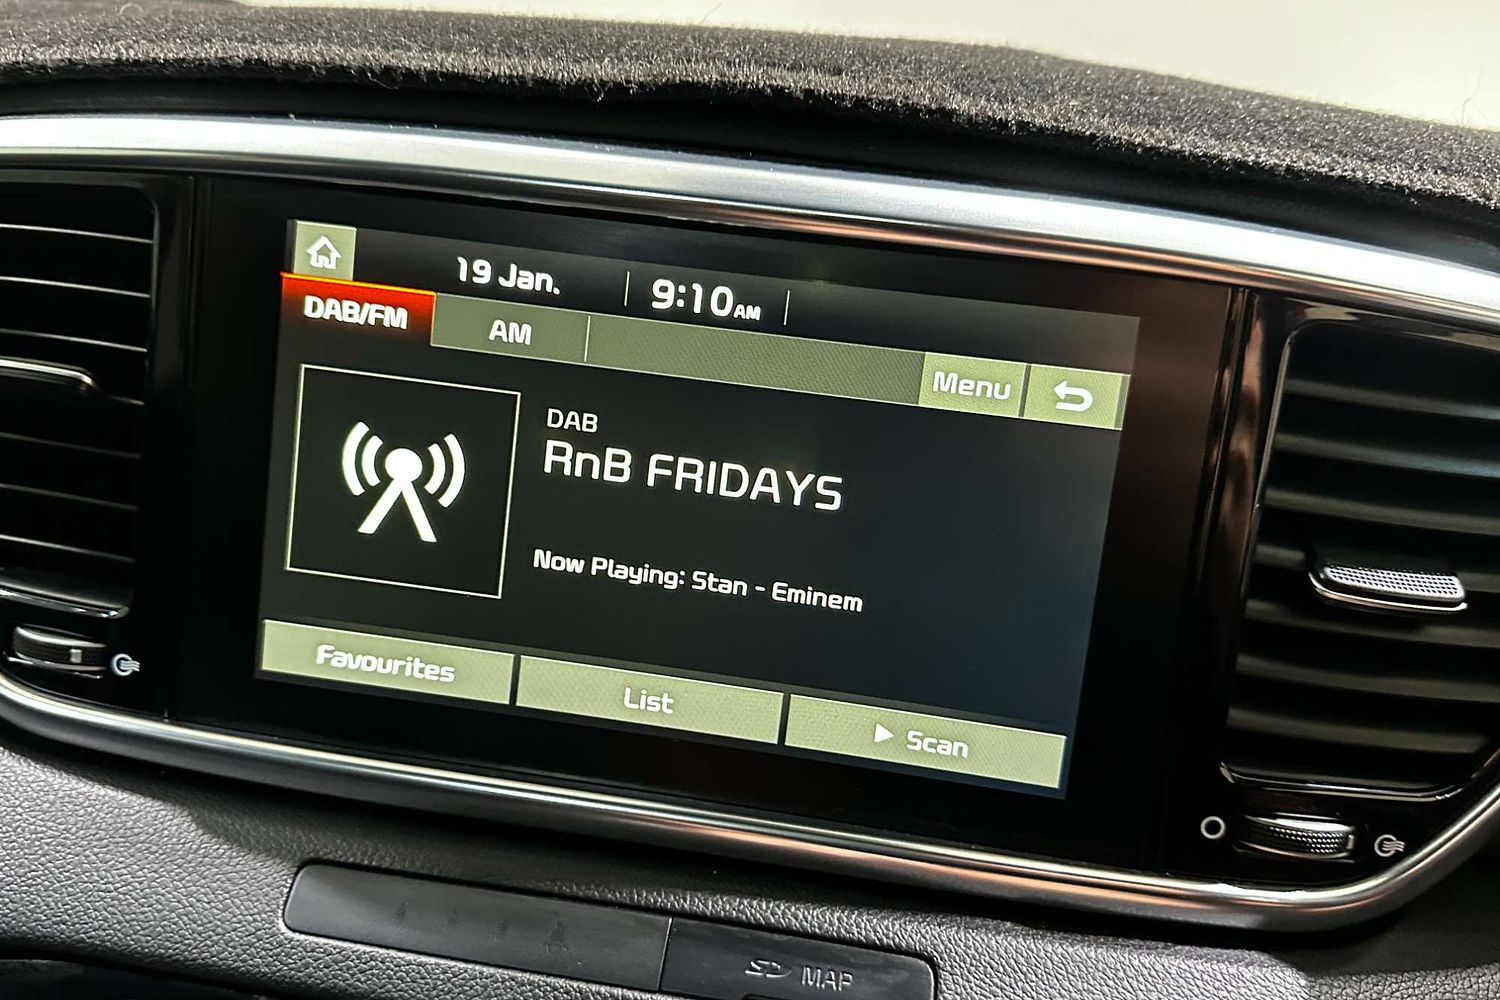 19 Jan.
9:10AM
DAB/FM
AM
Menu
DAB
RnB FRIDAYS
Now Playing: Stan - Eminem
Favourites
List
Scan
SD MAP